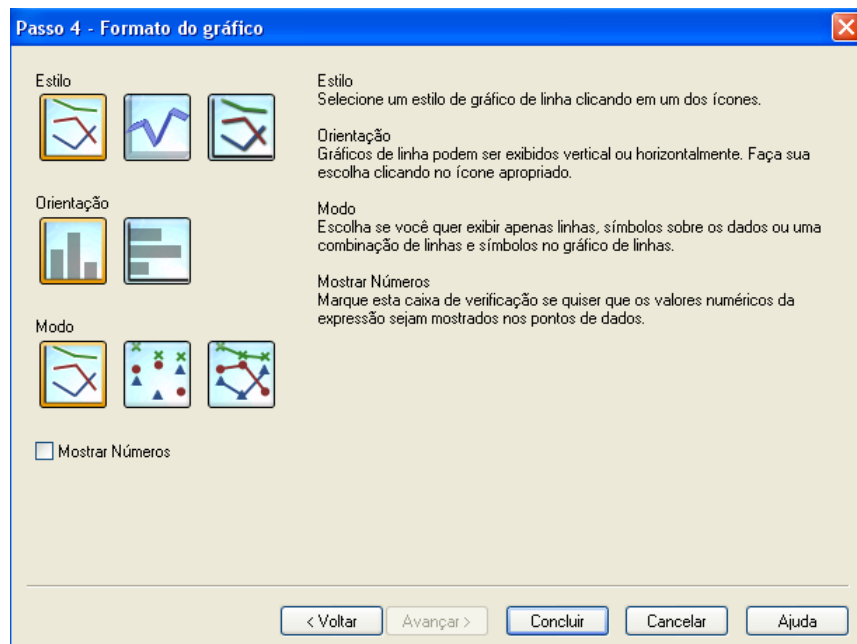 Passo 4 - Formato do gráfico
Estilo
Orientação
Modo
Mostrar Números
Estilo
Selecione um estilo de gráfico de linha clicando em um dos ícones.
Orientação
Gráficos de linha podem ser exibidos vertical ou horizontalmente. Faça sua
escolha clicando no ícone apropriado.
Modo
Escolha se você quer exibir apenas linhas, símbolos sobre os dados ou uma
combinação de linhas e símbolos no gráfico de linhas.
Mostrar Números
Marque esta caixa de verificação se quiser que os valores numéricos da
expressão sejam mostrados nos pontos de dados.
< Voltar
Avançar >
Concluir
Cancelar
Ajuda